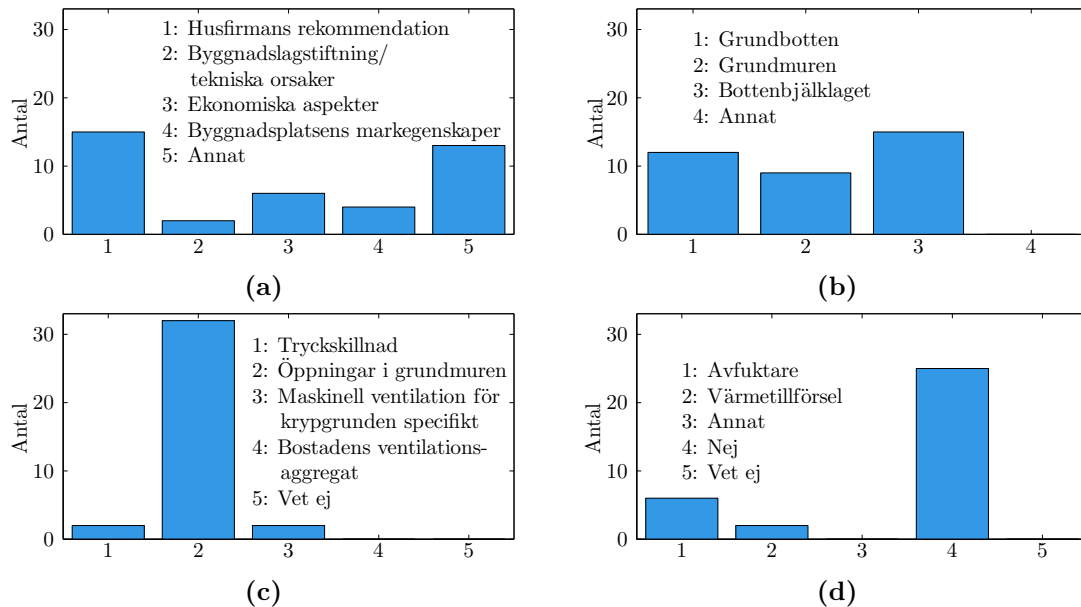 30
20
10
0
Antal
1: Husfirmans rekommendation
2: Byggnadslagstiftning/
tekniska orsaker
3: Ekonomiska aspekter
4: Byggnadsplatsens markegenskaper
5: Annat
1 2 3 4 5
(a)
30
20
10
0
Antal
1: Grundbotten
2: Grundmuren
3: Bottenbjälklaget
4: Annat
1 2 3 4
(b)
30
20
10
0
Antal
1: Tryckskillnad
2: Öppningar i grundmuren
3: Maskinell ventilation för
krypgrunden specifikt
4: Bostadens ventilations-
aggregat
5: Vet ej
1 2 3 4 5
(c)
30
20
10
0
Antal
1: Avfuktare
2: Värmetillförsel
3: Annat
4: Nej
5: Vet ej
1 2 3 4 5
(d)